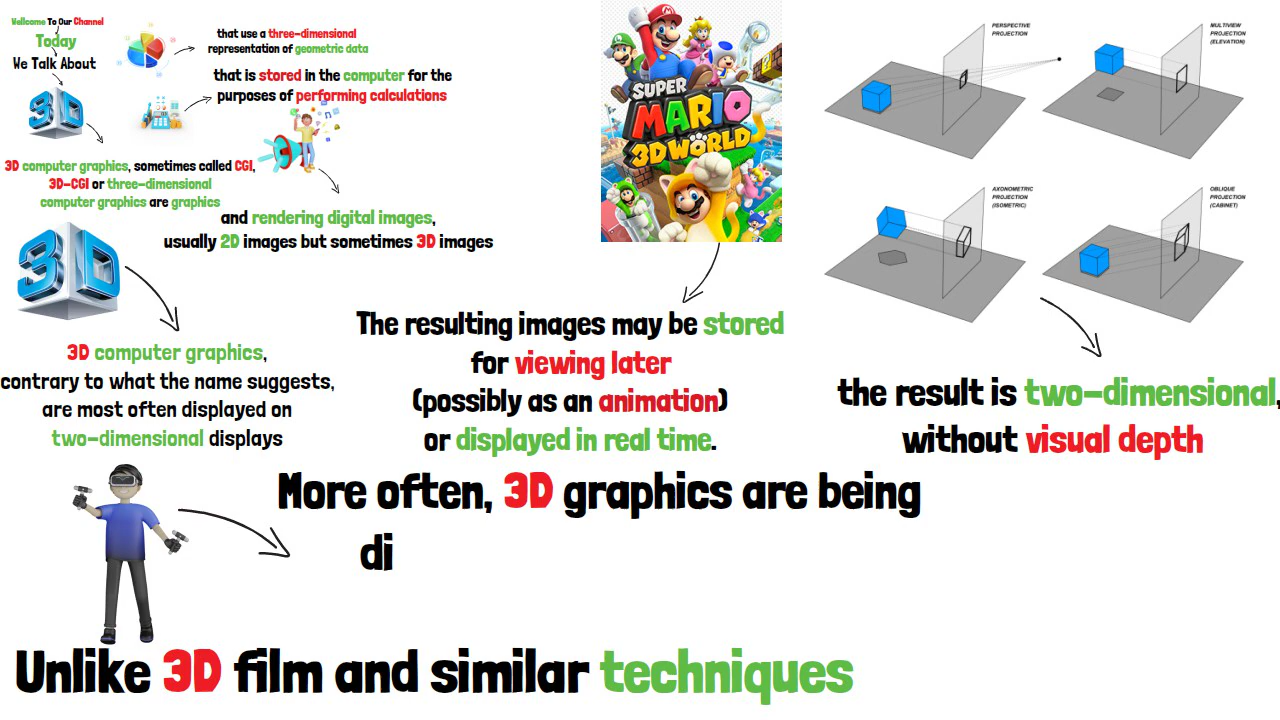 Wellcome To Our Channel
Today
We Talk About
3D
3D computer graphics, sometimes called CGI,
3D-CGI or three-dimensional
computer graphics are graphics
that use a three-dimensional
representation of geometric data
that is stored in the computer for the
purposes of performing calculations
and rendering digital images,
usually 2D images but sometimes 3D images
3D
3D computer graphics,
contrary to what the name suggests,
are most often displayed on
two-dimensional displays
SUPER
MARIO
3D WORLD
The resulting images may be stored
for viewing later
(possibly as an animation)
or displayed in real time.
PERSPECTIVE
PROJECTION
MULTIVIEW
PROJECTION
(ELEVATION)
AXONOMETRIC
PROJECTION
(ISOMETRIC)
OBLIQUE
PROJECTION
(CABINET)
the result is two-dimensional,
without visual depth
More often, 3D graphics are being
di
Unlike 3D film and similar techniques